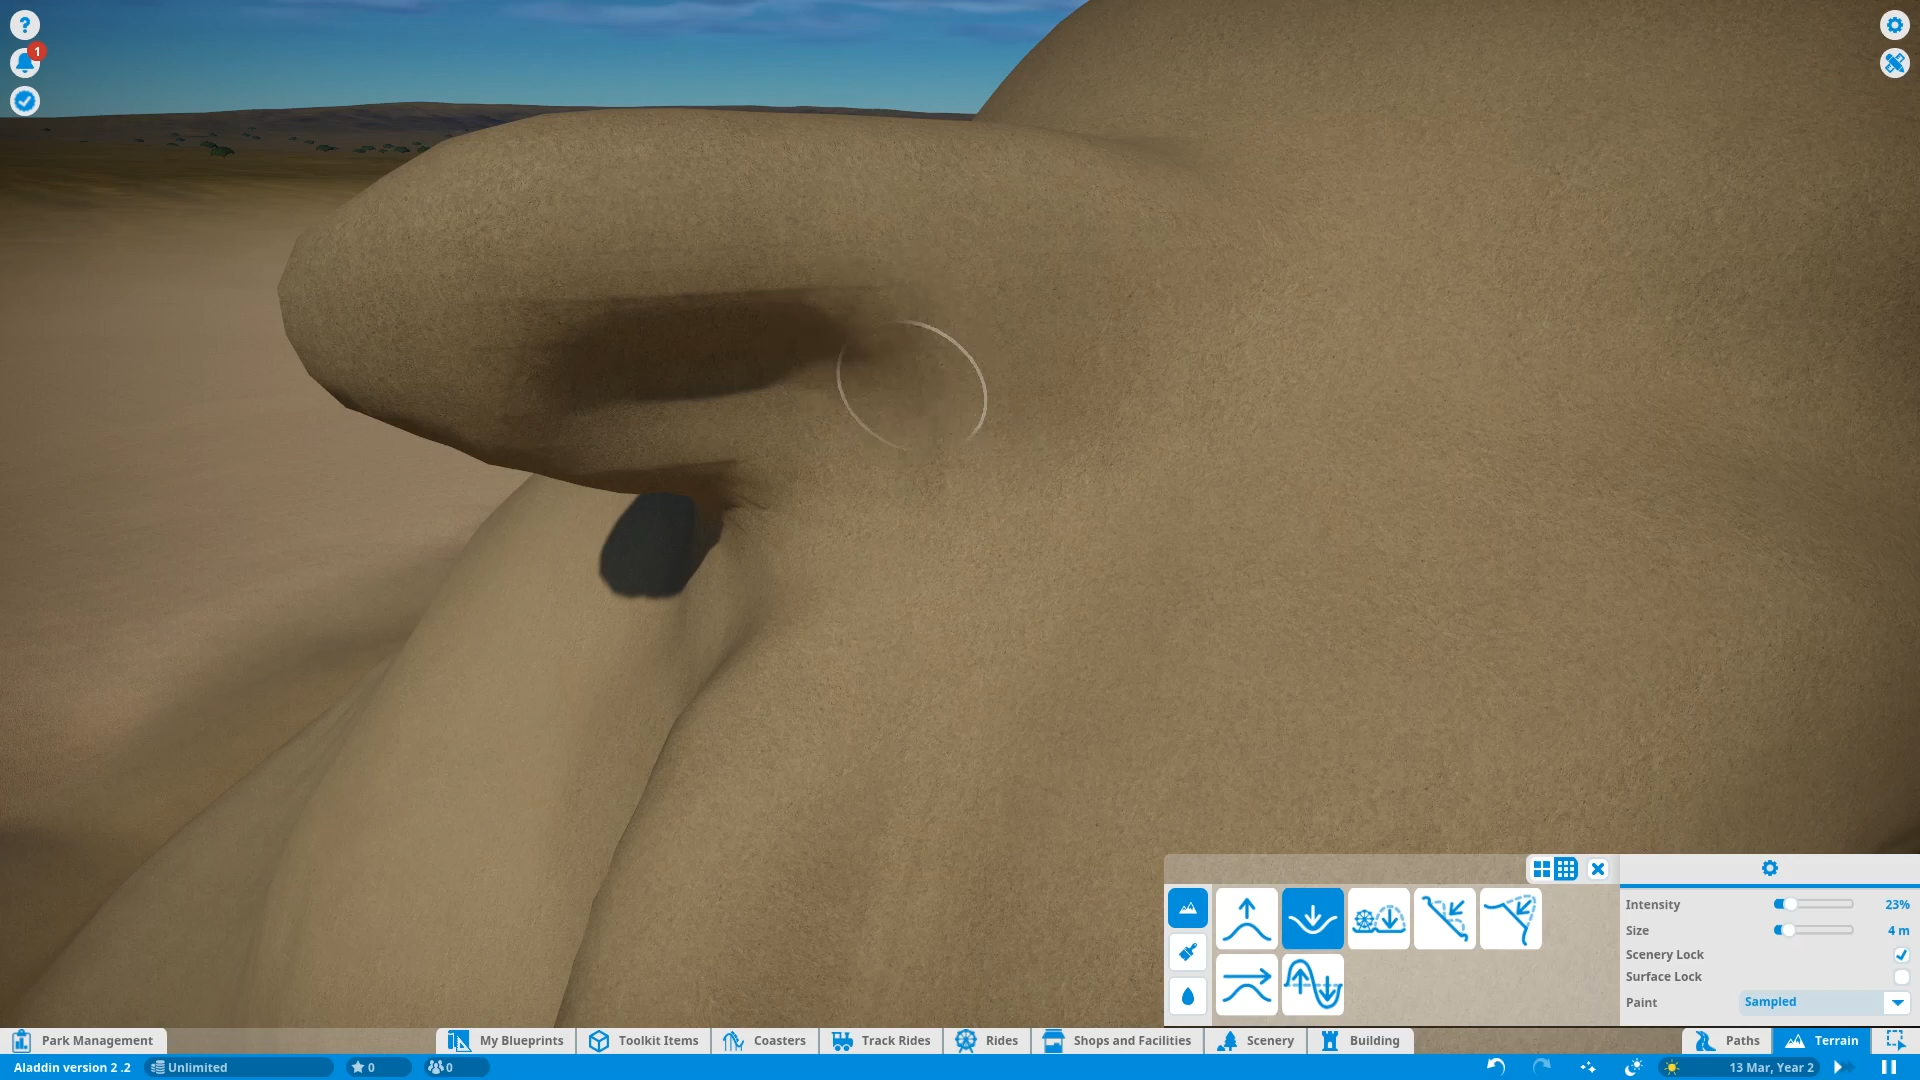 ?
1
Intensity 23%
Size 4 m
Scenery Lock
Surface Lock
Paint Sampled
Park Management My Blueprints Toolkit Items Coasters Track Rides Rides Shops and Facilities Scenery Building Paths Terrain
Aladdin version 2 .2 Unlimited 0 0 13 Mar, Year 2